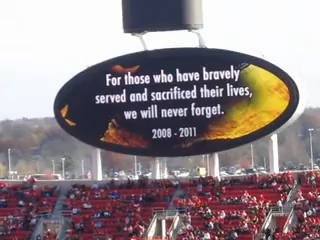 For those who have bravely
served and sacrificed their lives,
we will never forget.
2008 - 2011